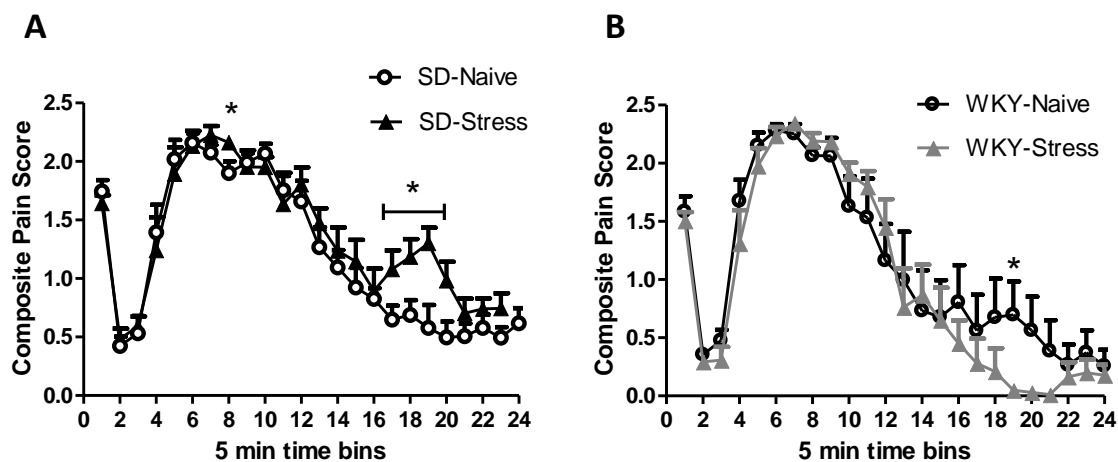 A
SD-Naive
SD-Stress
*
*
Composite Pain Score
2.5
2.0
1.5
1.0
0.5
0.0
0 2 4 6 8 10 12 14 16 18 20 22 24
5 min time bins
B
WKY-Naive
WKY-Stress
*
Composite Pain Score
2.5
2.0
1.5
1.0
0.5
0.0
0 2 4 6 8 10 12 14 16 18 20 22 24
5 min time bins